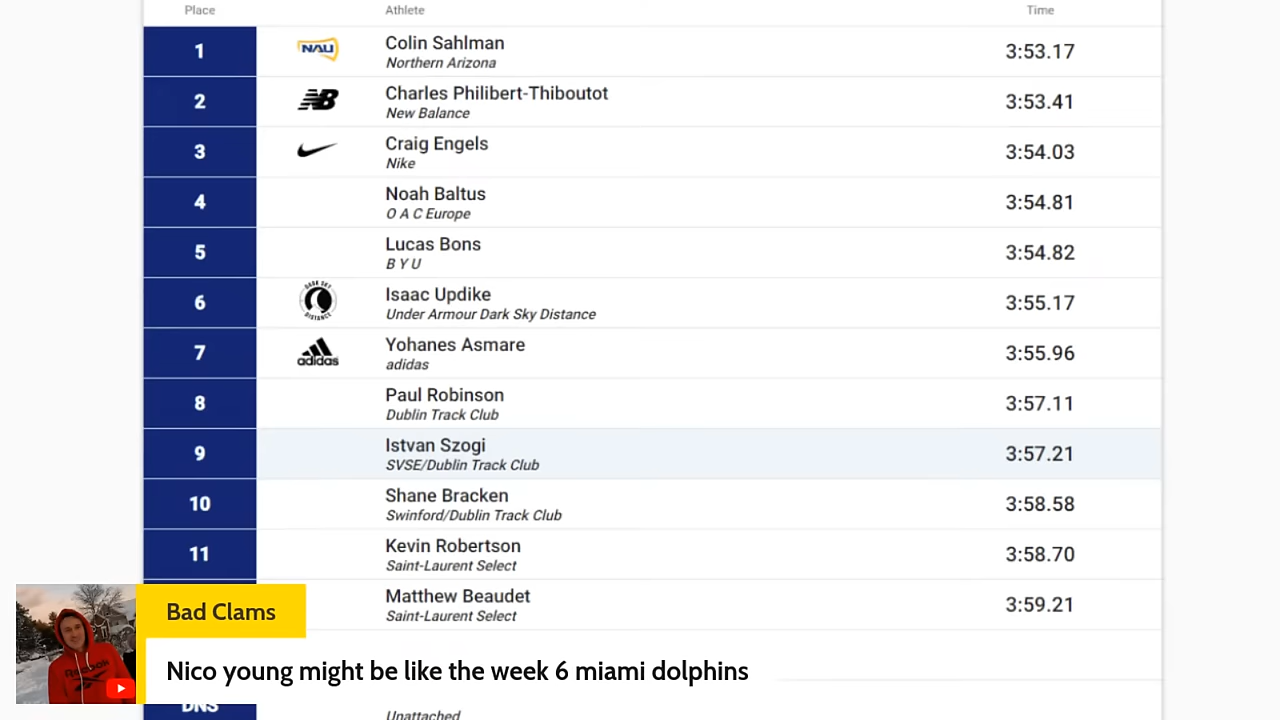 Place Athlete Time
1 NAU Colin Sahlman 3:53.17
Northern Arizona
2 NB Charles Philibert-Thiboutot 3:53.41
New Balance
3 Craig Engels 3:54.03
Nike
4 Noah Baltus 3:54.81
O A C Europe
5 Lucas Bons 3:54.82
B Y U
6 DARK SKY DISTANCE Isaac Updike 3:55.17
Under Armour Dark Sky Distance
7 adidas Yohanes Asmare 3:55.96
adidas
8 Paul Robinson 3:57.11
Dublin Track Club
9 Istvan Szogi 3:57.21
SVSE/Dublin Track Club
10 Shane Bracken 3:58.58
Swinford/Dublin Track Club
11 Kevin Robertson 3:58.70
Saint-Laurent Select
Matthew Beaudet 3:59.21
Saint-Laurent Select
Bad Clams
Reebok
Nico young might be like the week 6 miami dolphins
DNS
Unattached